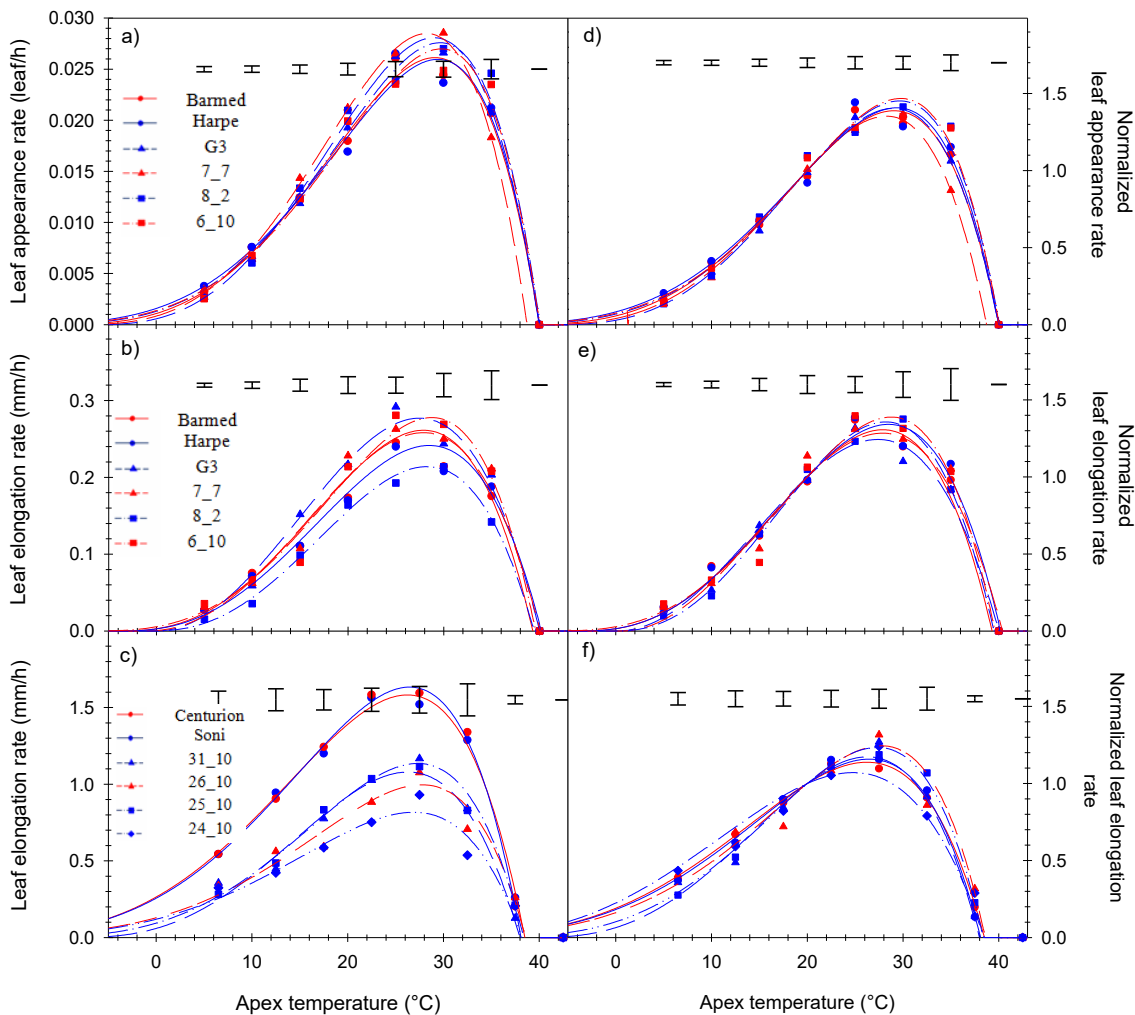 a)
0.030
0.025
0.020
0.015
0.010
0.005
0.000
Leaf appearance rate (leaf/h)
Barmed
Harpe
G3
7_7
8_2
6_10
d)
1.5
1.0
0.5
0.0
Normalized
leaf appearance rate
b)
0.3
0.2
0.1
0.0
Leaf elongation rate (mm/h)
Barmed
Harpe
G3
7_7
8_2
6_10
e)
1.5
1.0
0.5
0.0
Normalized
leaf elongation rate
c)
1.5
1.0
0.5
0.0
Leaf elongation rate (mm/h)
Centurion
Soni
31_10
26_10
25_10
24_10
0 10 20 30 40
Apex temperature (°C)
f)
1.5
1.0
0.5
0.0
Normalized leaf elongation
rate
0 10 20 30 40
Apex temperature (°C)